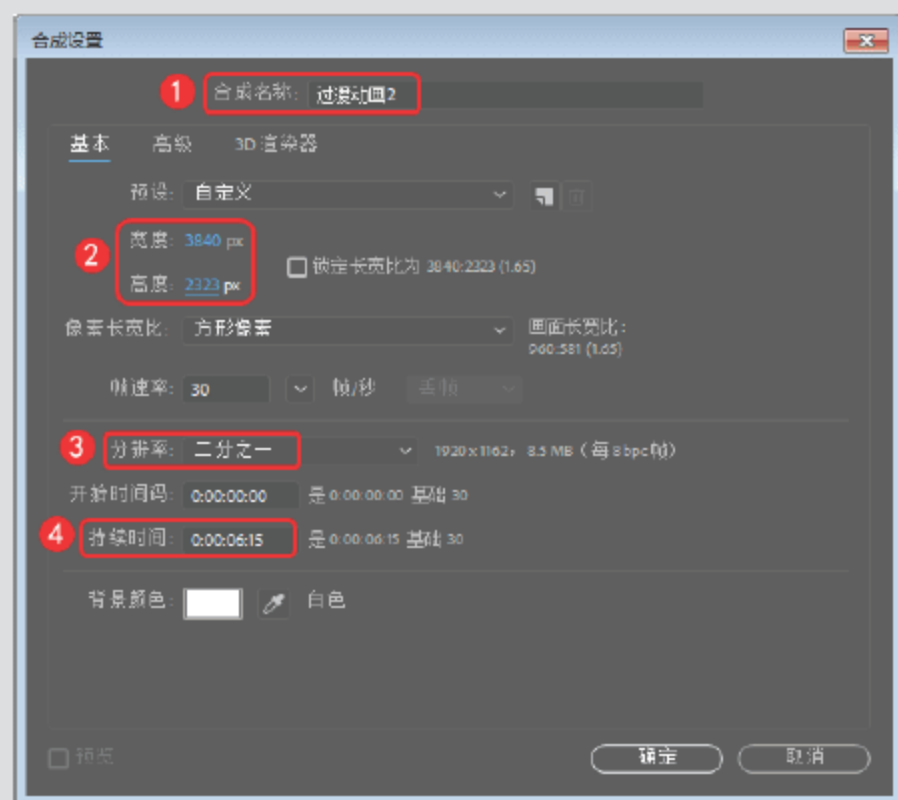 合成设置
1 合成名称: 过渡动画2
基本 高级 3D 渲染器
预设: 自定义
2 宽度: 3840 px
锁定长宽比为 3840:2323 (1.65)
高度: 2323 px
像素长宽比: 方形像素 画面长宽比:
960:581 (1.65)
帧速率: 30 帧/秒 丢帧
3 分辨率: 二分之一 1920x1162, 8.5 MB（每 8bpc 帧）
开始时间码: 0:00:00:00 是 0:00:00:00 基础 30
4 持续时间: 0:00:06:15 是 0:00:06:15 基础 30
背景颜色: 白色
预览 确定 取消